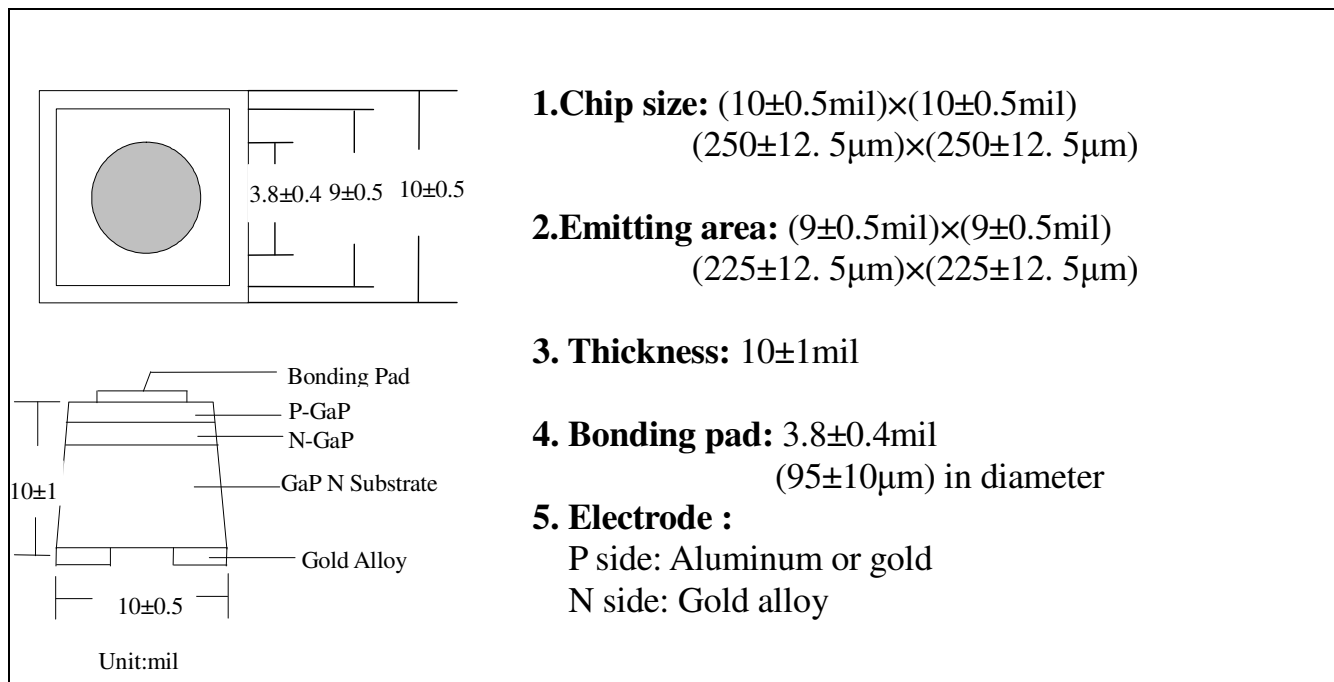 3.8±0.4 9±0.5 10±0.5
Bonding Pad
P-GaP
N-GaP
10±1
GaP N Substrate
Gold Alloy
10±0.5
Unit:mil
1.Chip size: (10±0.5mil)×(10±0.5mil)
(250±12. 5μm)×(250±12. 5μm)
2.Emitting area: (9±0.5mil)×(9±0.5mil)
(225±12. 5μm)×(225±12. 5μm)
3. Thickness: 10±1mil
4. Bonding pad: 3.8±0.4mil
(95±10μm) in diameter
5. Electrode :
P side: Aluminum or gold
N side: Gold alloy